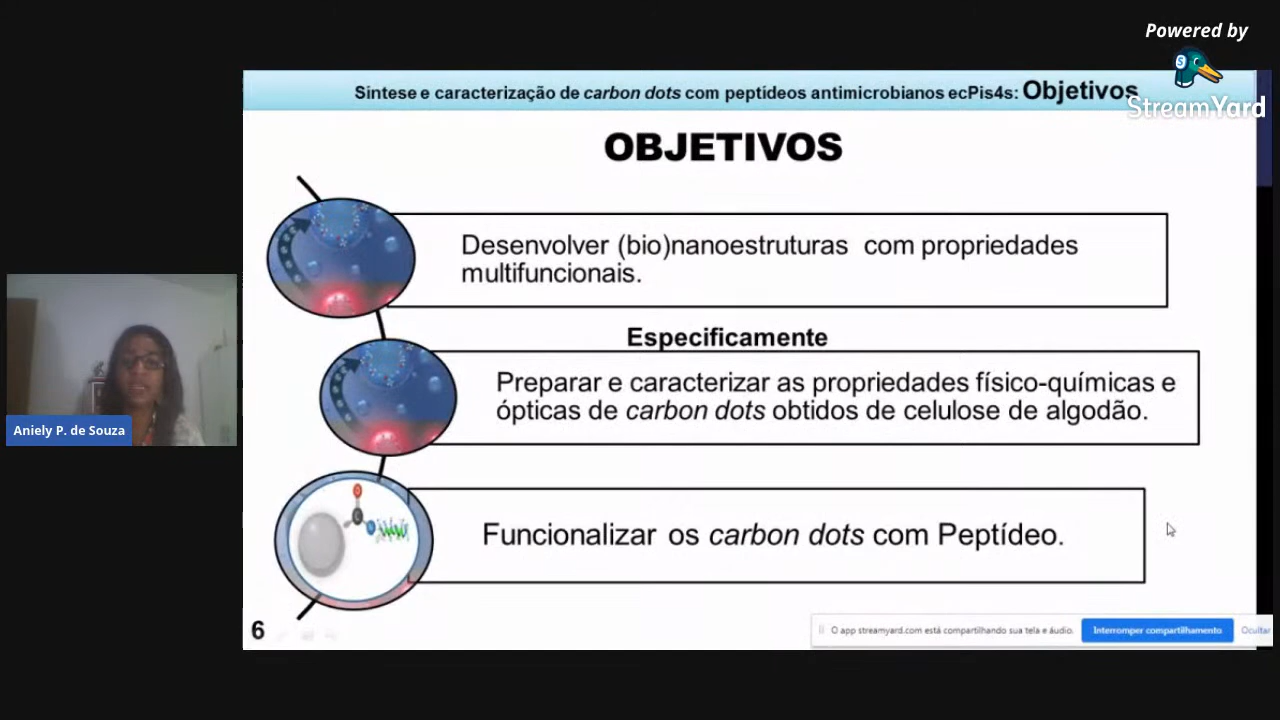 Powered by
StreamYard
Síntese e caracterização de carbon dots com peptídeos antimicrobianos ecPis4s: Objetivos
OBJETIVOS
Desenvolver (bio)nanoestruturas com propriedades
multifuncionais.
Especificamente
Preparar e caracterizar as propriedades físico-químicas e
ópticas de carbon dots obtidos de celulose de algodão.
Funcionalizar os carbon dots com Peptídeo.
Aniely P. de Souza
6
O app streamyard.com está compartilhando sua tela e áudio.
Interromper compartilhamento
Ocultar